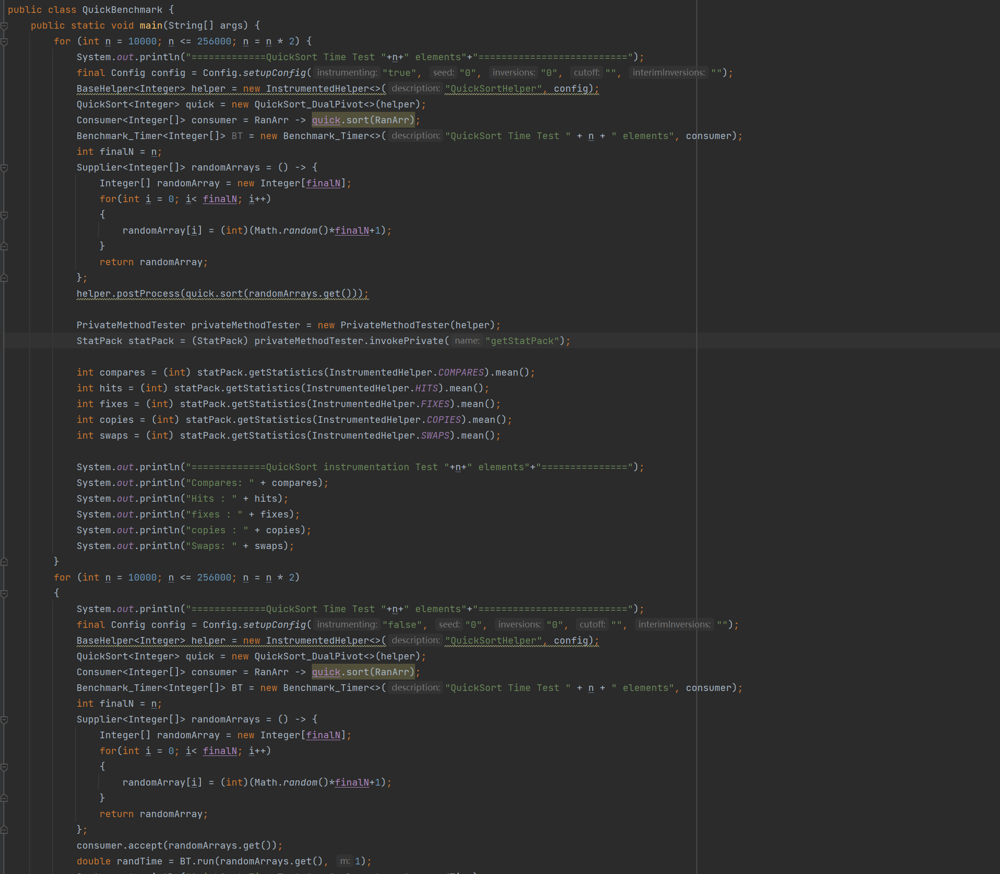 public class QuickBenchmark {
public static void main(String[] args) {
for (int n = 10000; n <= 256000; n = n * 2) {
System.out.println("=============QuickSort Time Test "+n+" elements"+"==========================");
final Config config = Config.setupConfig( instrumenting: "true", seed: "0", inversions: "0", cutoff: "", interimInversions: "");
BaseHelper<Integer> helper = new InstrumentedHelper<>( description: "QuickSortHelper", config);
QuickSort<Integer> quick = new QuickSort_DualPivot<>(helper);
Consumer<Integer[]> consumer = RanArr -> quick.sort(RanArr);
Benchmark_Timer<Integer[]> BT = new Benchmark_Timer<>( description: "QuickSort Time Test " + n + " elements", consumer);
int finalN = n;
Supplier<Integer[]> randomArrays = () -> {
Integer[] randomArray = new Integer[finalN];
for(int i = 0; i< finalN; i++)
{
randomArray[i] = (int)(Math.random()*finalN+1);
}
return randomArray;
};
helper.postProcess(quick.sort(randomArrays.get()));
PrivateMethodTester privateMethodTester = new PrivateMethodTester(helper);
StatPack statPack = (StatPack) privateMethodTester.invokePrivate( name: "getStatPack");
int compares = (int) statPack.getStatistics(InstrumentedHelper.COMPARES).mean();
int hits = (int) statPack.getStatistics(InstrumentedHelper.HITS).mean();
int fixes = (int) statPack.getStatistics(InstrumentedHelper.FIXES).mean();
int copies = (int) statPack.getStatistics(InstrumentedHelper.COPIES).mean();
int swaps = (int) statPack.getStatistics(InstrumentedHelper.SWAPS).mean();
System.out.println("=============QuickSort instrumentation Test "+n+" elements"+"===============");
System.out.println("Compares: " + compares);
System.out.println("Hits : " + hits);
System.out.println("fixes : " + fixes);
System.out.println("copies : " + copies);
System.out.println("Swaps: " + swaps);
}
for (int n = 10000; n <= 256000; n = n * 2)
{
System.out.println("=============QuickSort Time Test "+n+" elements"+"==========================");
final Config config = Config.setupConfig( instrumenting: "false", seed: "0", inversions: "0", cutoff: "", interimInversions: "");
BaseHelper<Integer> helper = new InstrumentedHelper<>( description: "QuickSortHelper", config);
QuickSort<Integer> quick = new QuickSort_DualPivot<>(helper);
Consumer<Integer[]> consumer = RanArr -> quick.sort(RanArr);
Benchmark_Timer<Integer[]> BT = new Benchmark_Timer<>( description: "QuickSort Time Test " + n + " elements", consumer);
int finalN = n;
Supplier<Integer[]> randomArrays = () -> {
Integer[] randomArray = new Integer[finalN];
for(int i = 0; i< finalN; i++)
{
randomArray[i] = (int)(Math.random()*finalN+1);
}
return randomArray;
};
consumer.accept(randomArrays.get());
double randTime = BT.run(randomArrays.get(), m: 1);